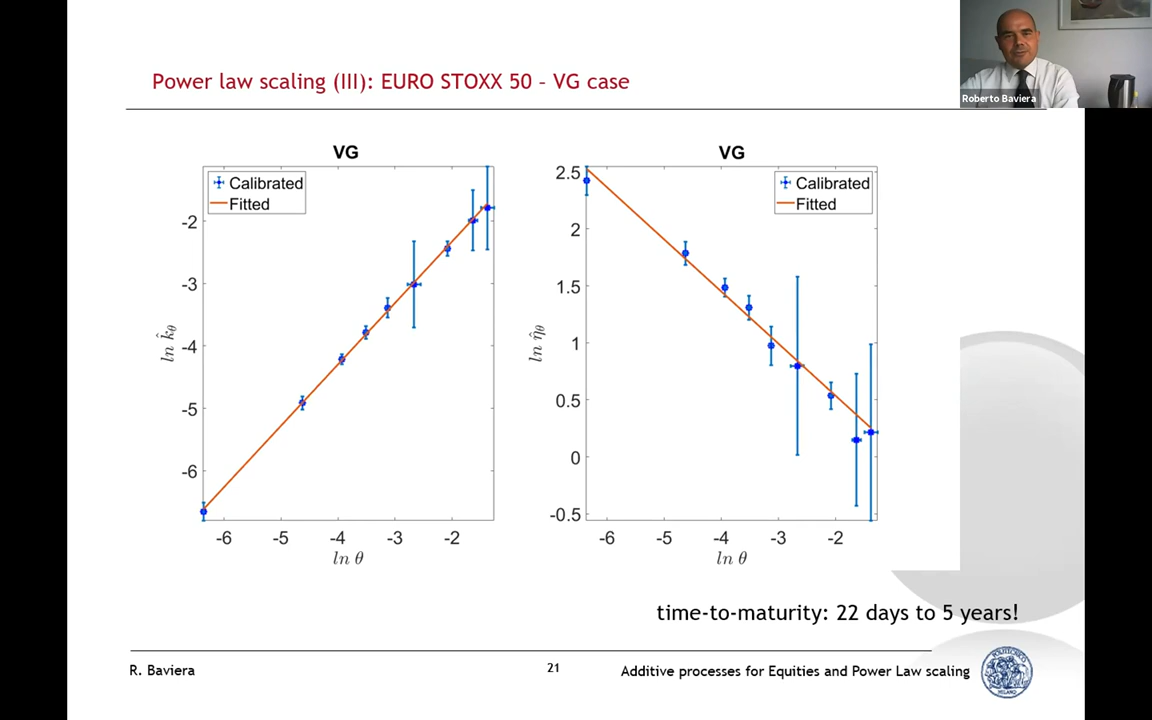 Power law scaling (III): EURO STOXX 50 - VG case
Roberto Baviera
VG
Calibrated
Fitted
-2
-3
-4
-5
-6
ln k̂θ
-6 -5 -4 -3 -2
ln θ
VG
Calibrated
Fitted
2.5
2
1.5
1
0.5
0
-0.5
ln η̂θ
-6 -5 -4 -3 -2
ln θ
time-to-maturity: 22 days to 5 years!
R. Baviera
21
Additive processes for Equities and Power Law scaling
POLITECNICO
MILANO